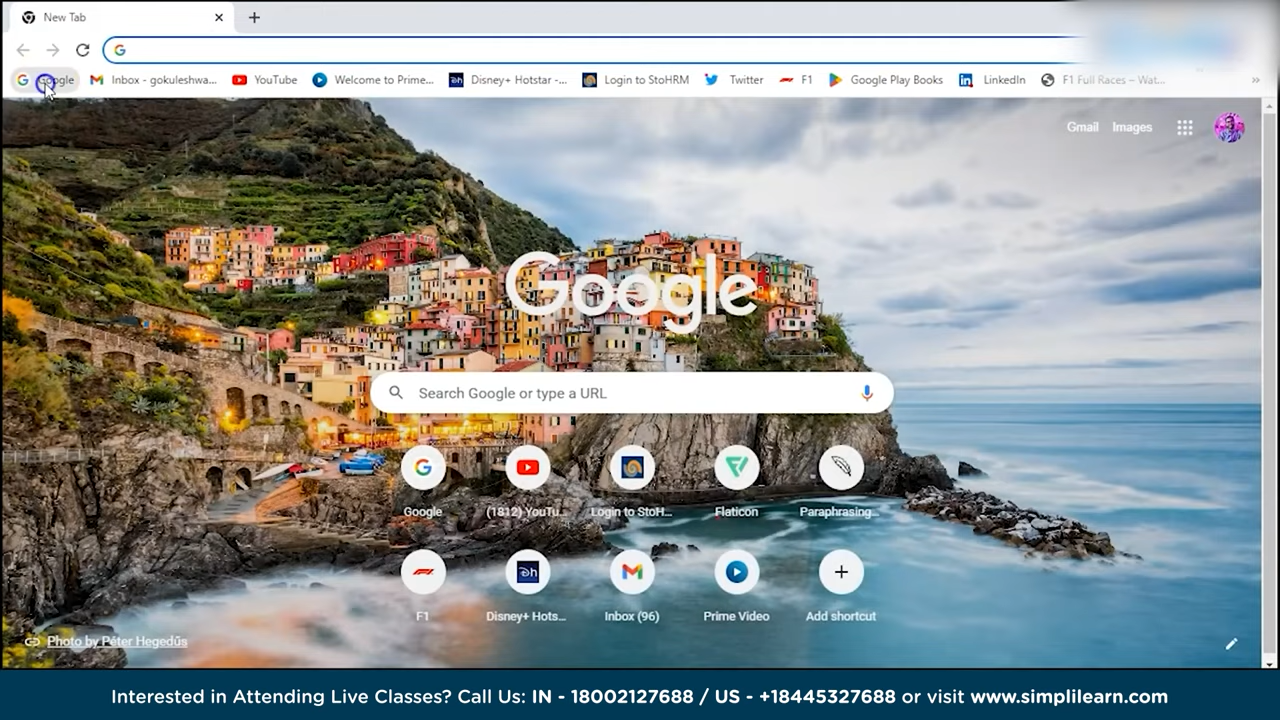 New Tab
Google Inbox - gokuleshwa... YouTube Welcome to Prime... Disney+ Hotstar -... Login to StoHRM Twitter F1 Google Play Books LinkedIn F1 Full Races – Wat... »
Gmail Images
Google
Search Google or type a URL
Google (1812) YouTu... Login to StoH... Flaticon Paraphrasing...
F1 Disney+ Hots... Inbox (96) Prime Video Add shortcut
Photo by Péter Hegedűs
Interested in Attending Live Classes? Call Us: IN - 18002127688 / US - +18445327688 or visit www.simplilearn.com